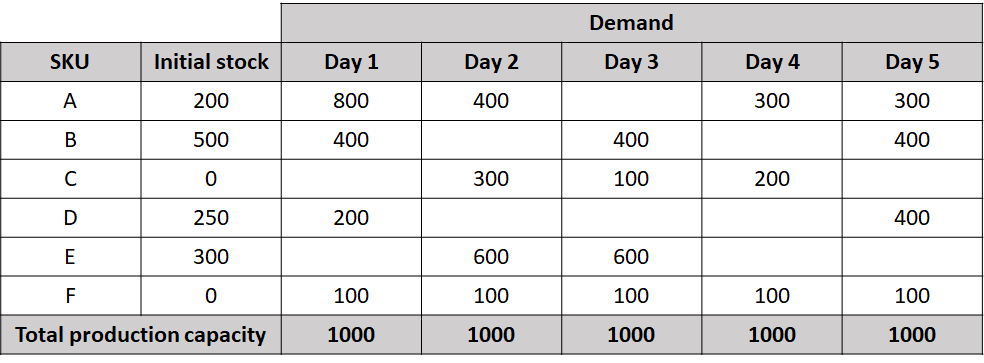 Demand
SKU Initial stock Day 1 Day 2 Day 3 Day 4 Day 5
A 200 800 400 300 300
B 500 400 400 400
C 0 300 100 200
D 250 200 400
E 300 600 600
F 0 100 100 100 100 100
Total production capacity 1000 1000 1000 1000 1000